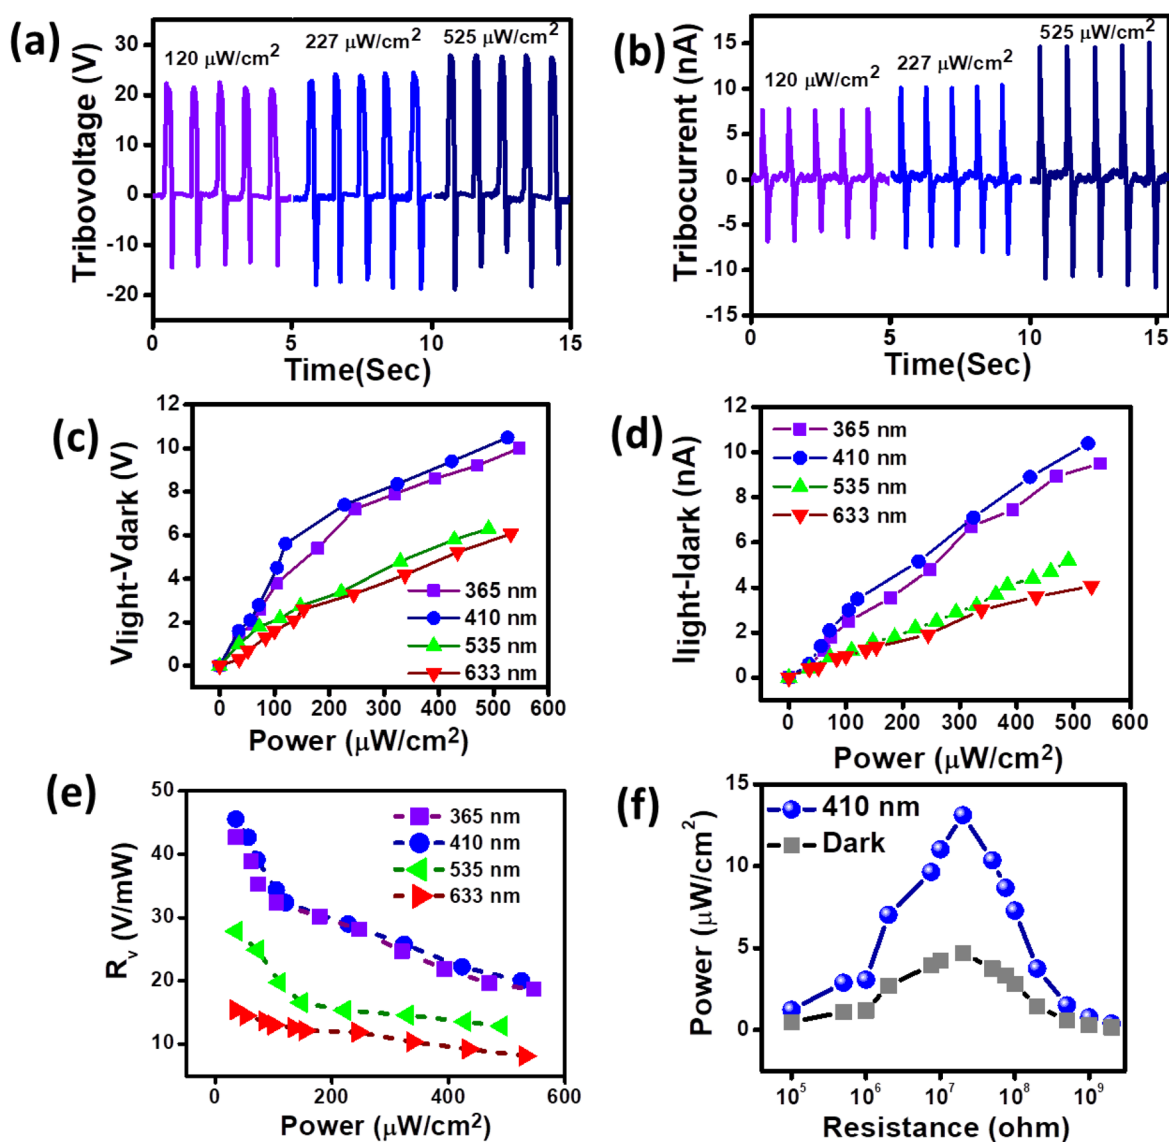 (a)
Tribovoltage (V)
30
20
10
0
-10
-20
120 µW/cm²
227 µW/cm²
525 µW/cm²
0
5
10
15
Time(Sec)
(b)
Tribocurrent (nA)
15
10
5
0
-5
-10
-15
120 µW/cm²
227 µW/cm²
525 µW/cm²
0
5
10
15
Time(Sec)
(c)
Vlight-Vdark (V)
12
10
8
6
4
2
0
365 nm
410 nm
535 nm
633 nm
0
100
200
300
400
500
600
Power (µW/cm2)
(d)
Ilight-Idark (nA)
12
10
8
6
4
2
0
365 nm
410 nm
535 nm
633 nm
0
100
200
300
400
500
600
Power (µW/cm2)
(e)
Rv (V/mW)
50
40
30
20
10
365 nm
410 nm
535 nm
633 nm
0
200
400
600
Power (µW/cm2)
(f)
Power (µW/cm²)
15
10
5
0
410 nm
Dark
10⁵
10⁶
10⁷
10⁸
10⁹
Resistance (ohm)